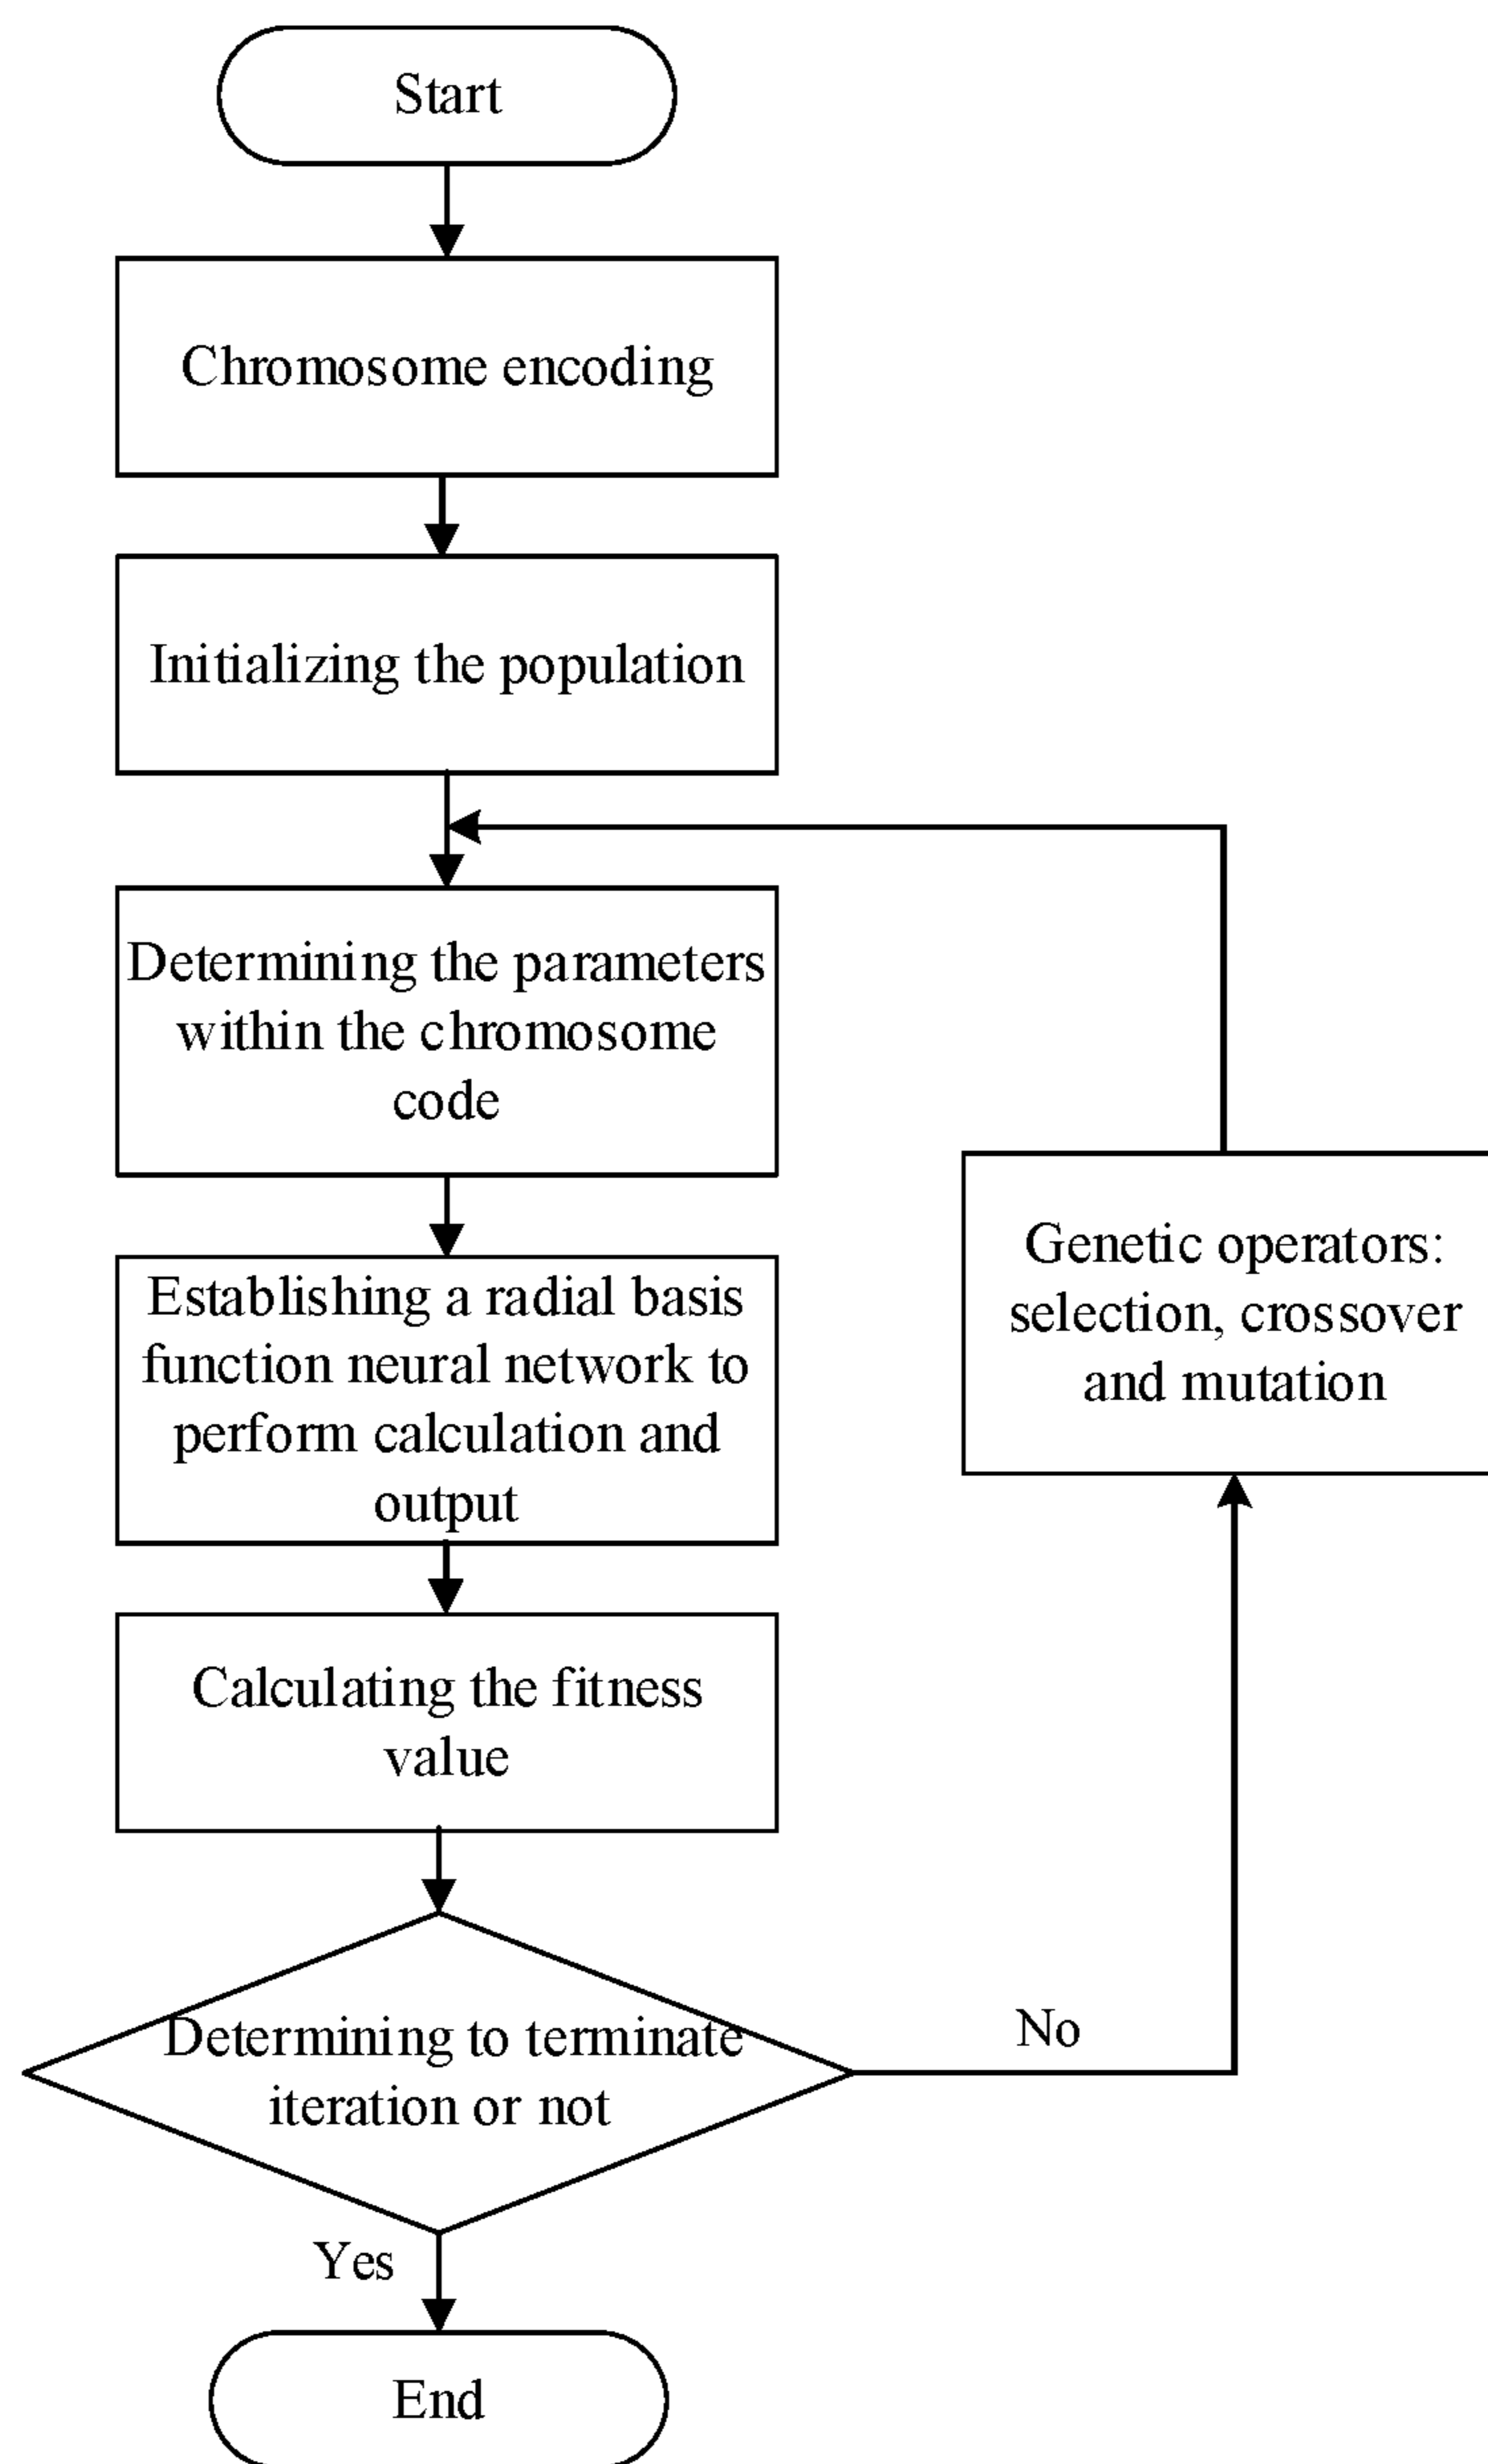 Start
Chromosome encoding
Initializing the population
Determining the parameters
within the chromosome
code
Establishing a radial basis
function neural network to
perform calculation and
output
Genetic operators:
selection, crossover
and mutation
Calculating the fitness
value
Determining to terminate
iteration or not
No
Yes
End